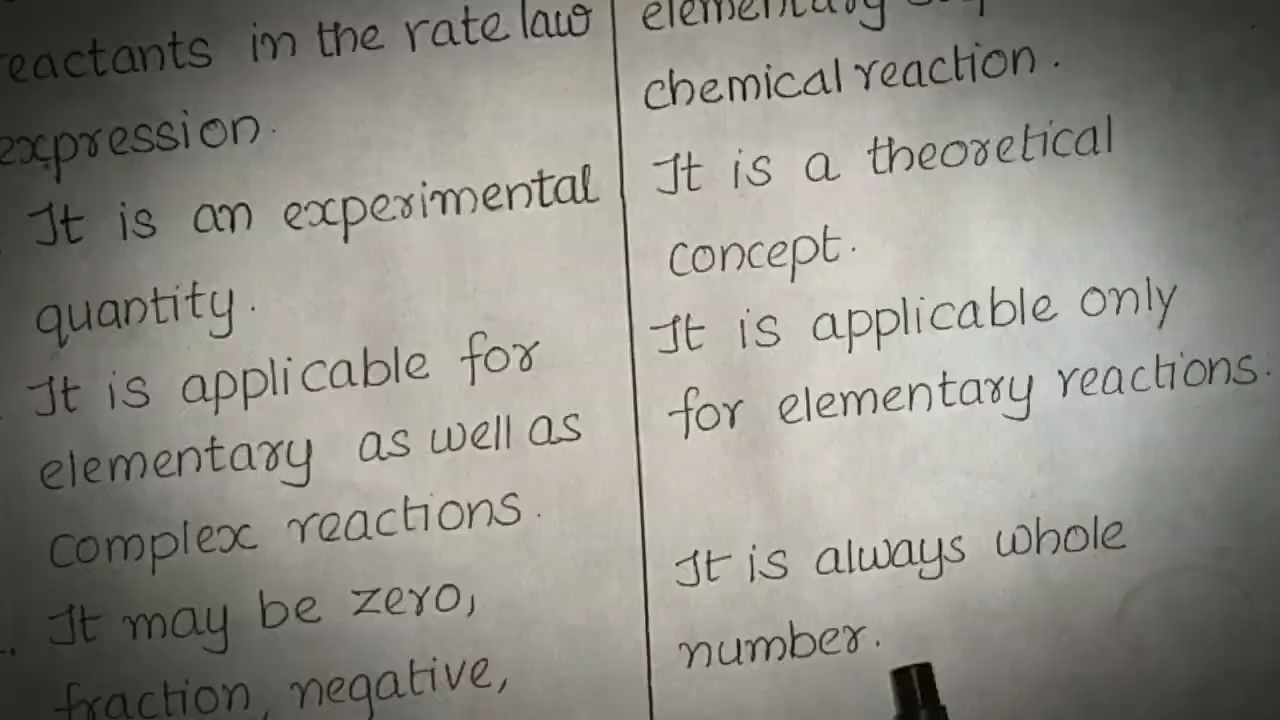 eactants in the rate law
expression.
It is an experimental
quantity.
It is applicable for
elementary as well as
complex reactions.
It may be zero,
fraction, negative,
elementary
chemical reaction.
It is a theoretical
concept.
It is applicable only
for elementary reactions.
It is always whole
number.